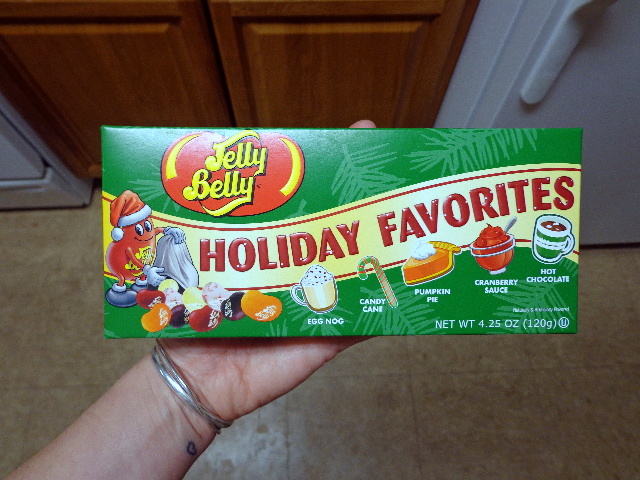 Jelly
Belly
HOLIDAY FAVORITES
EGG NOG
CANDY
CANE
PUMPKIN
PIE
CRANBERRY
SAUCE
HOT
CHOCOLATE
NET WT 4.25 OZ (120g) U